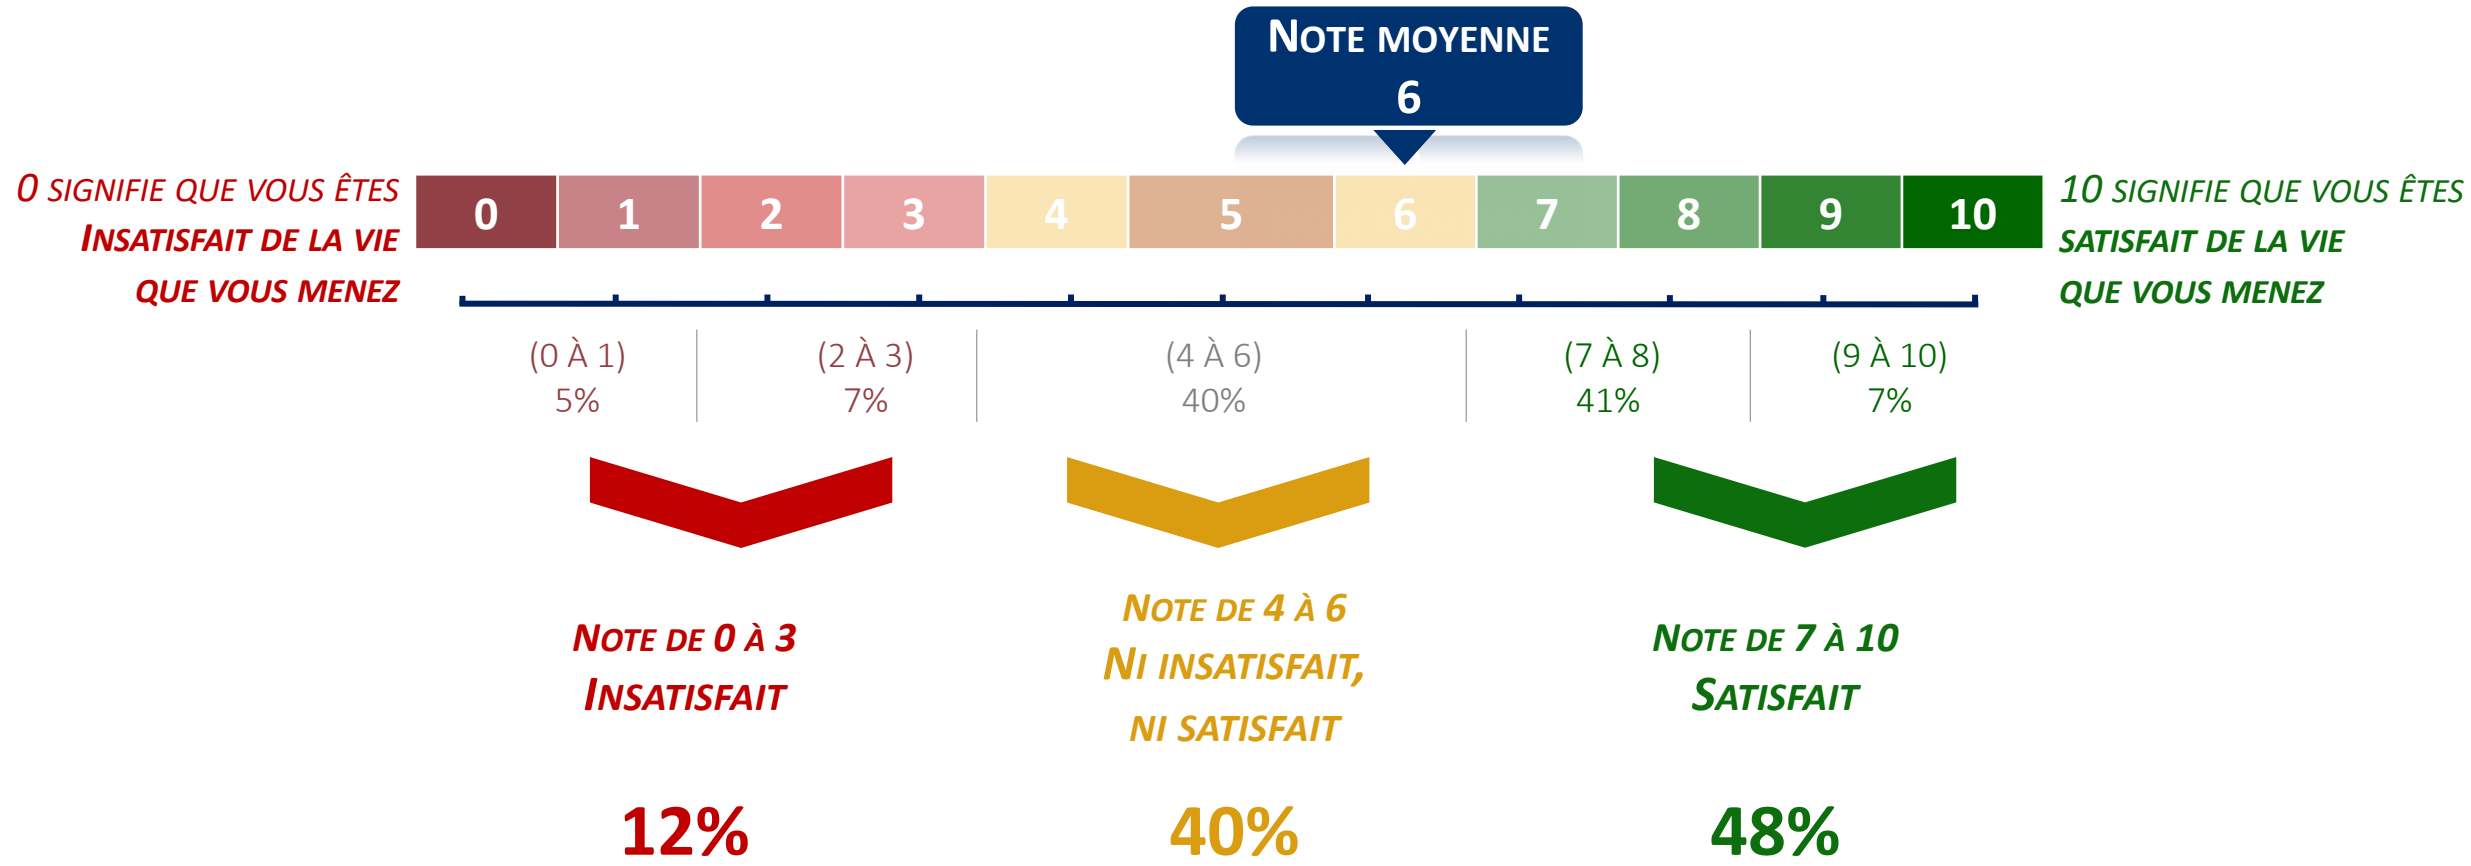 Note moyenne
6
0 signifie que vous êtes
Insatisfait de la vie
que vous menez
0 1 2 3 4 5 6 7 8 9 10
10 signifie que vous êtes
satisfait de la vie
que vous menez
(0 À 1)
5%
(2 À 3)
7%
(4 À 6)
40%
(7 À 8)
41%
(9 À 10)
7%
Note de 0 à 3
Insatisfait
12%
Note de 4 à 6
Ni insatisfait,
ni satisfait
40%
Note de 7 à 10
Satisfait
48%